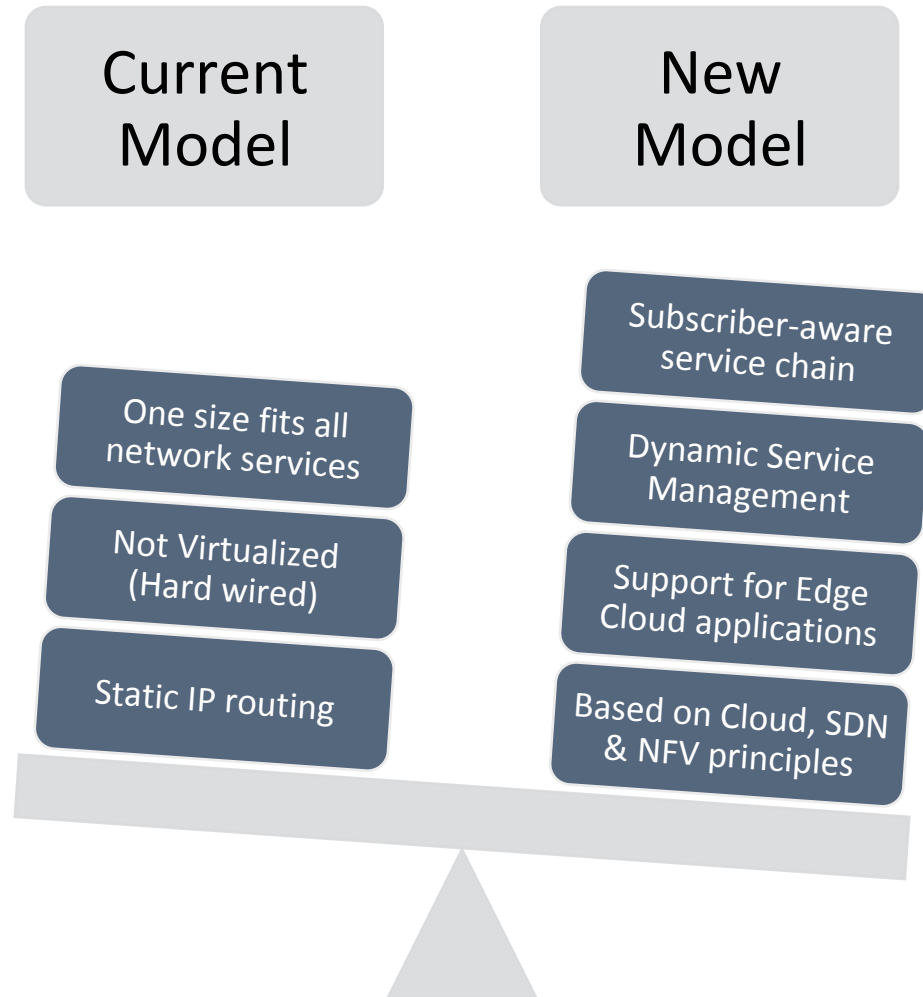 Current
Model
New
Model
One size fits all
network services
Not Virtualized
(Hard wired)
Static IP routing
Subscriber-aware
service chain
Dynamic Service
Management
Support for Edge
Cloud applications
Based on Cloud, SDN
& NFV principles